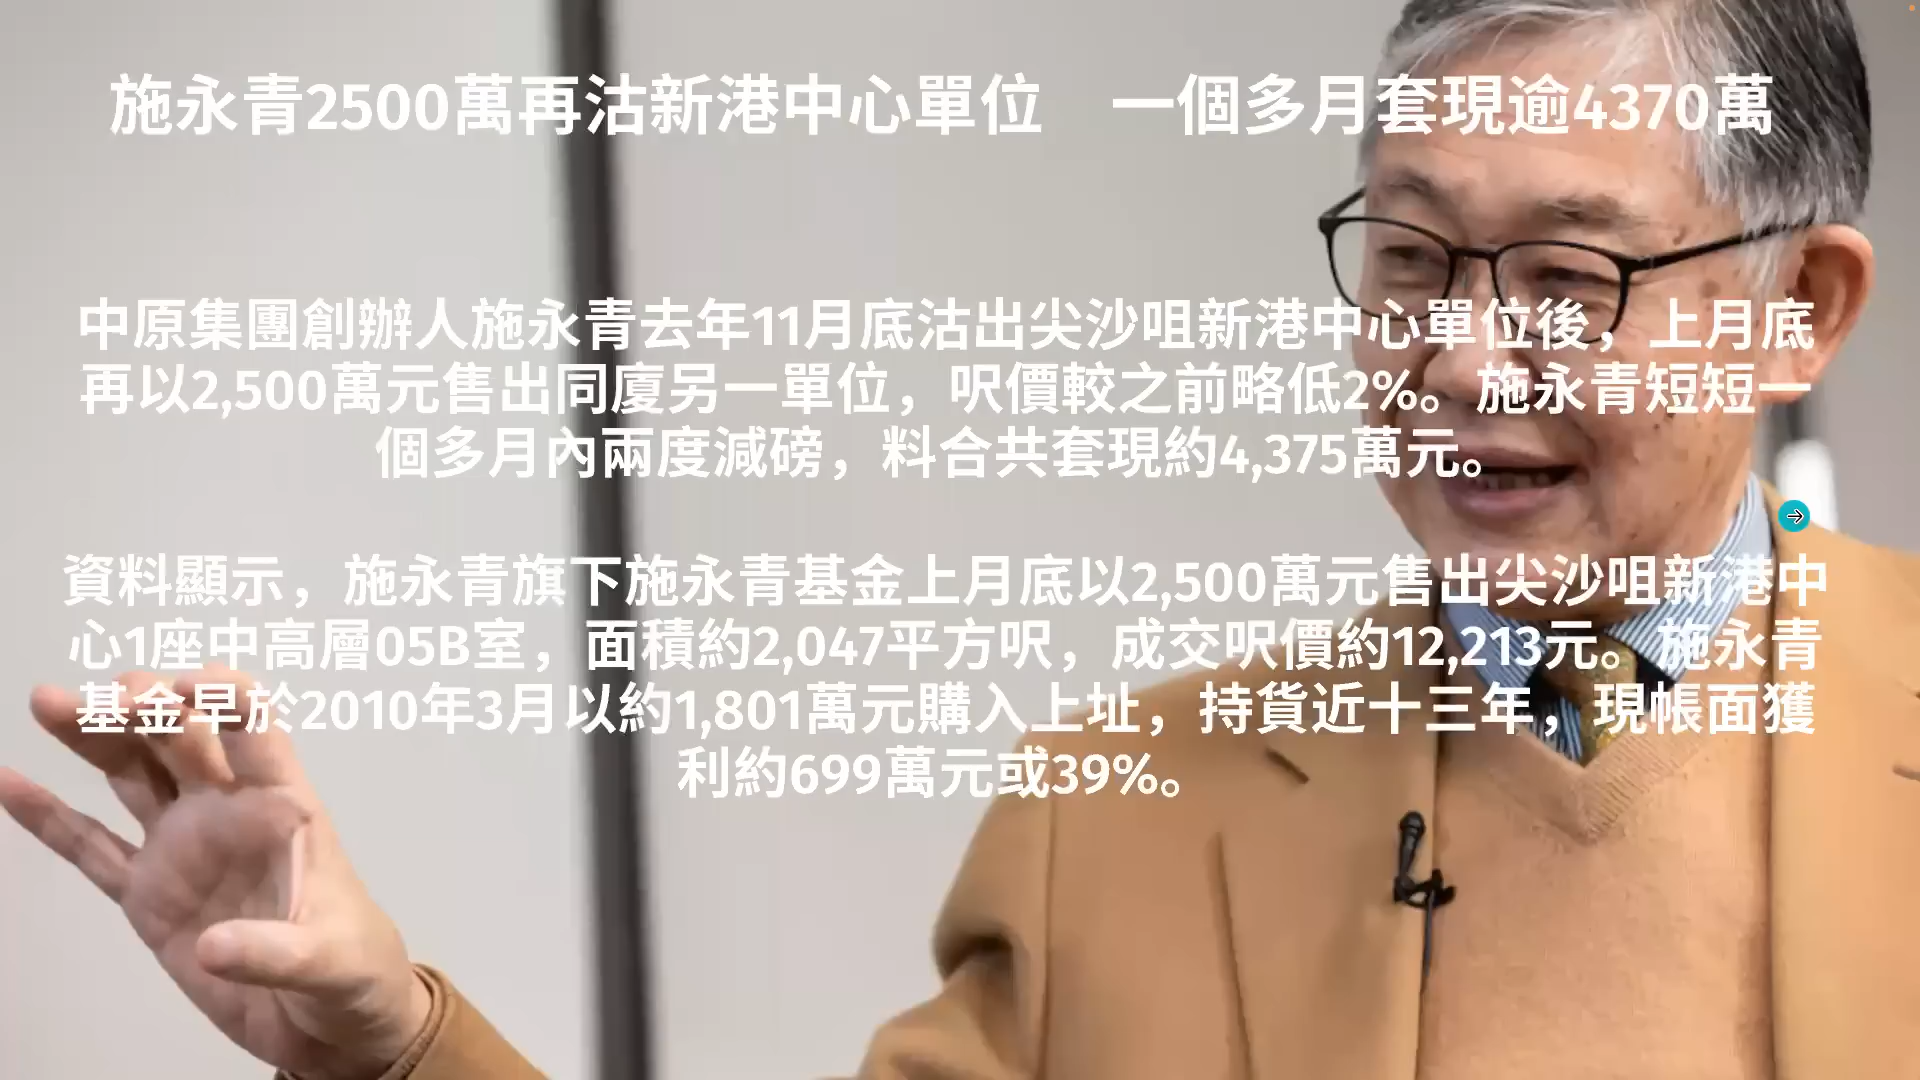 施永青2500萬再沽新港中心單位　一個多月套現逾4370萬
中原集團創辦人施永青去年11月底沽出尖沙咀新港中心單位後，上月底
再以2,500萬元售出同廈另一單位，呎價較之前略低2%。施永青短短一
個多月內兩度減磅，料合共套現約4,375萬元。
資料顯示，施永青旗下施永青基金上月底以2,500萬元售出尖沙咀新港中
心1座中高層05B室，面積約2,047平方呎，成交呎價約12,213元。施永青
基金早於2010年3月以約1,801萬元購入上址，持貨近十三年，現帳面獲
利約699萬元或39%。